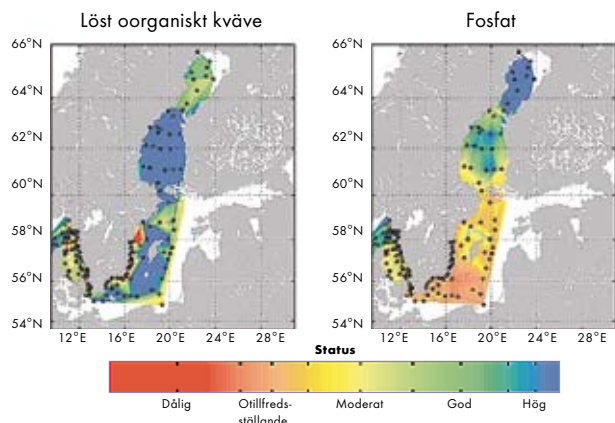 Löst oorganiskt kväve
Fosfat
66°N
64°N
62°N
60°N
58°N
56°N
54°N
12°E 16°E 20°E 24°E 28°E
66°N
64°N
62°N
60°N
58°N
56°N
54°N
12°E 16°E 20°E 24°E 28°E
Status
Dålig Otillfreds- Moderat God Hög
ställande